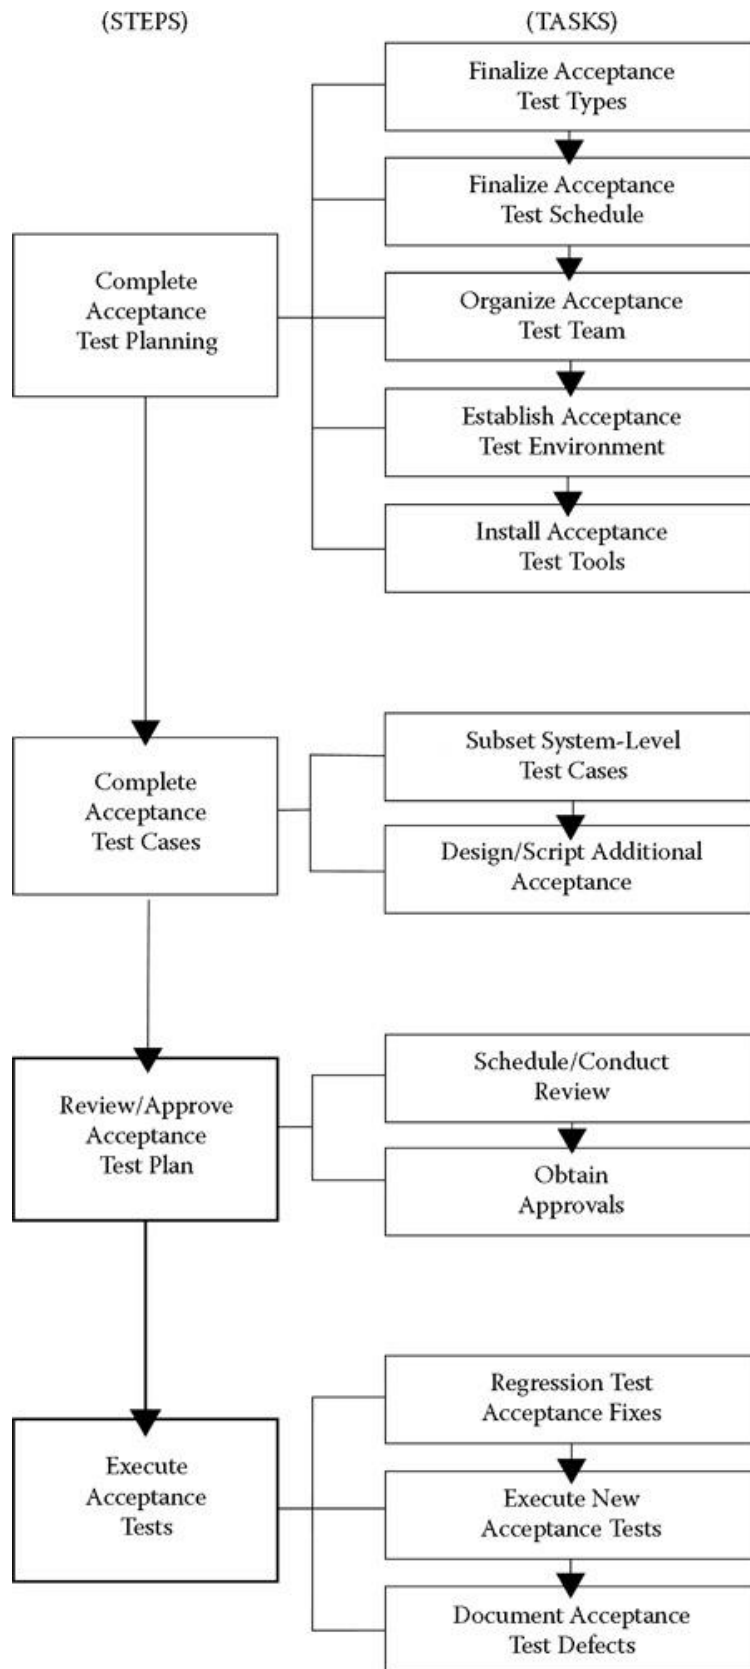 (STEPS)
(TASKS)
Finalize Acceptance
Test Types
Finalize Acceptance
Test Schedule
Complete
Acceptance
Test Planning
Organize Acceptance
Test Team
Establish Acceptance
Test Environment
Install Acceptance
Test Tools
Complete
Acceptance
Test Cases
Subset System-Level
Test Cases
Design/Script Additional
Acceptance
Review/Approve
Acceptance
Test Plan
Schedule/Conduct
Review
Obtain
Approvals
Execute
Acceptance
Tests
Regression Test
Acceptance Fixes
Execute New
Acceptance Tests
Document Acceptance
Test Defects